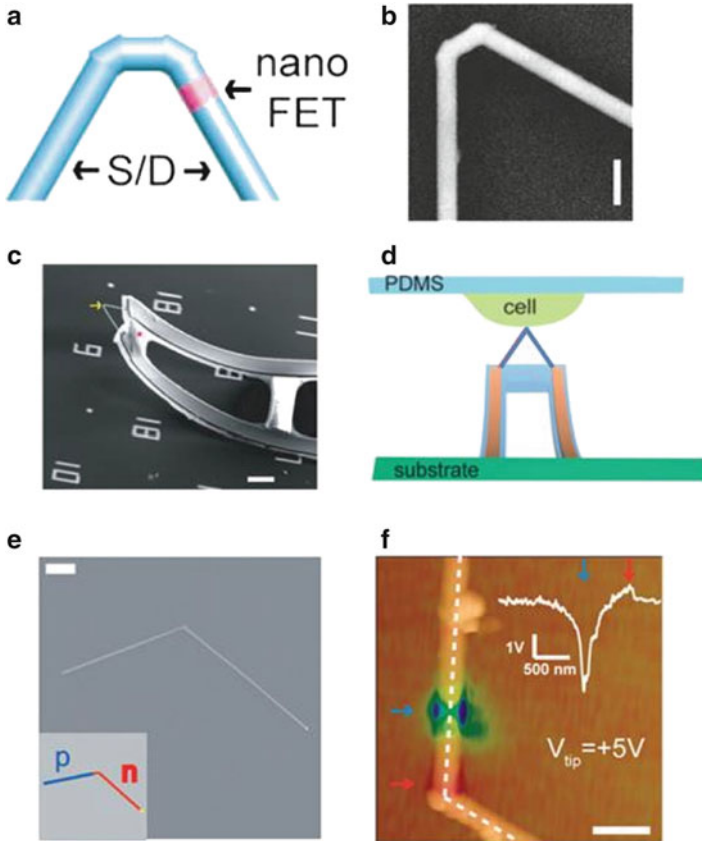 a
nano
FET
S/D
b
c
d
PDMS
cell
substrate
e
p
n
f
1V
500 nm
V_tip=+5V